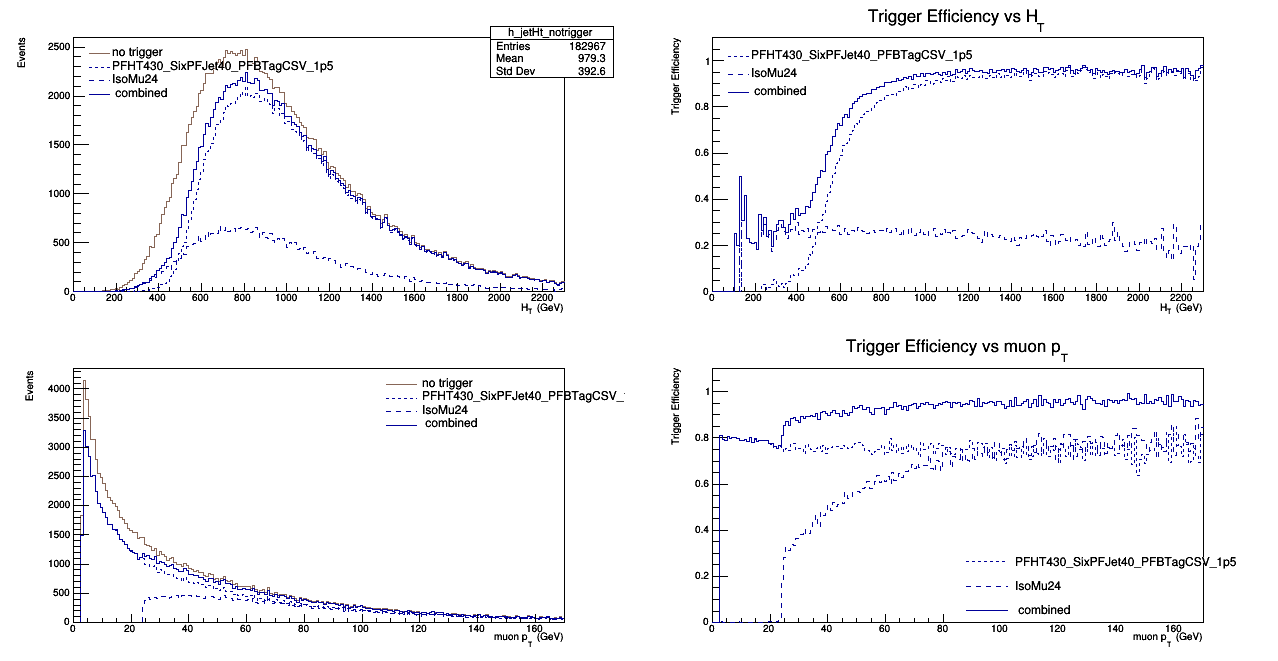 h_jetHt_notrigger
Entries 182967
Mean 979.3
Std Dev 392.6
Events
2500
2000
1500
1000
500
0
no trigger
PFHT430_SixPFJet40_PFBTagCSV_1p5
IsoMu24
combined
0 200 400 600 800 1000 1200 1400 1600 1800 2000 2200
H_T (GeV)
Trigger Efficiency vs H_T
Trigger Efficiency
1
0.8
0.6
0.4
0.2
0
PFHT430_SixPFJet40_PFBTagCSV_1p5
IsoMu24
combined
0 200 400 600 800 1000 1200 1400 1600 1800 2000 2200
H_T (GeV)
Events
4000
3500
3000
2500
2000
1500
1000
500
0
no trigger
PFHT430_SixPFJet40_PFBTagCSV_
IsoMu24
combined
0 20 40 60 80 100 120 140 160
muon p_T (GeV)
Trigger Efficiency vs muon p_T
Trigger Efficiency
1
0.8
0.6
0.4
0.2
0
PFHT430_SixPFJet40_PFBTagCSV_1p5
IsoMu24
combined
0 20 40 60 80 100 120 140 160
muon p_T (GeV)